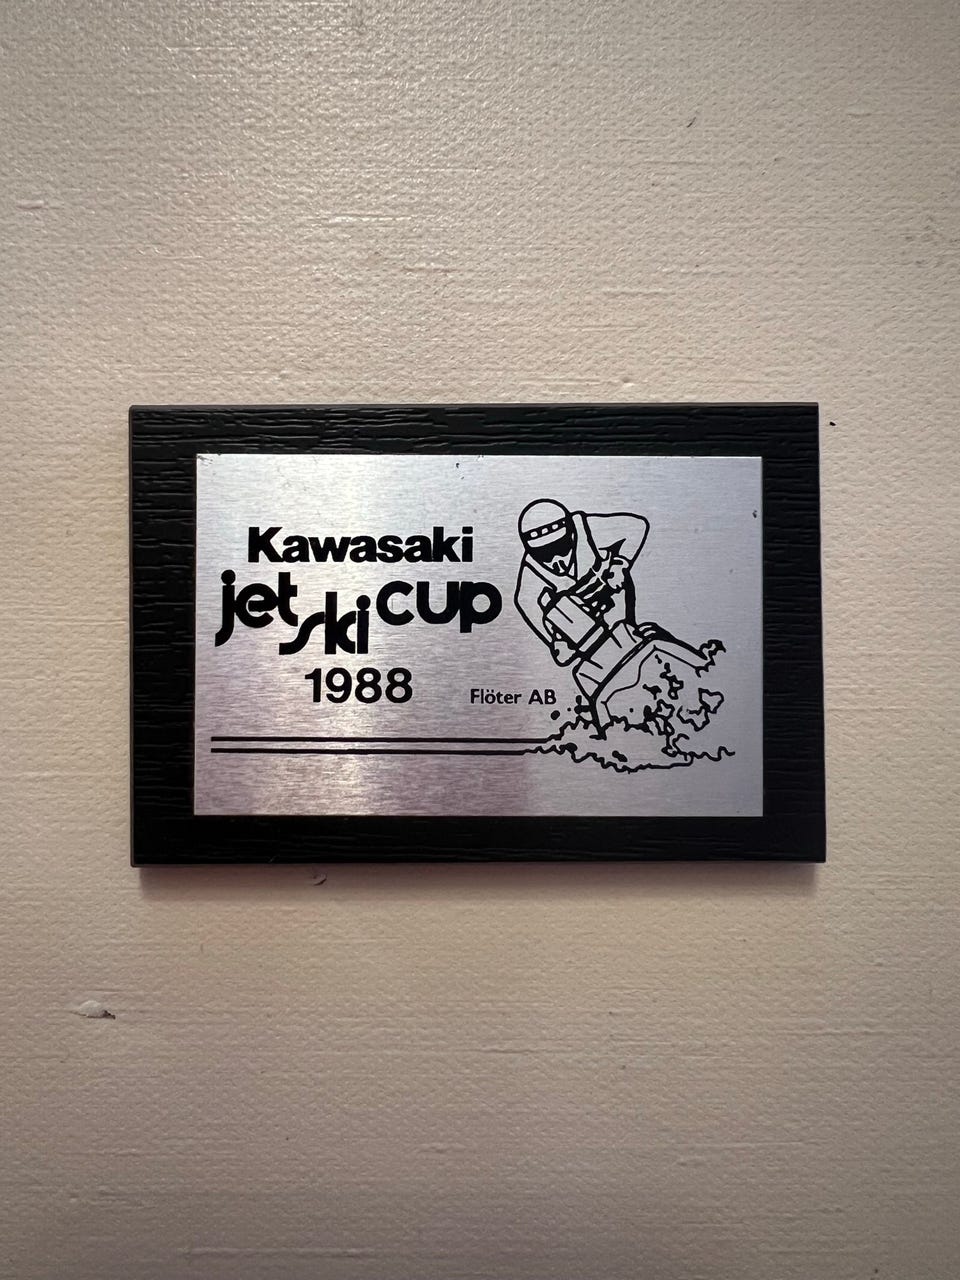 Kawasaki
jet ski cup
1988
Flöter AB